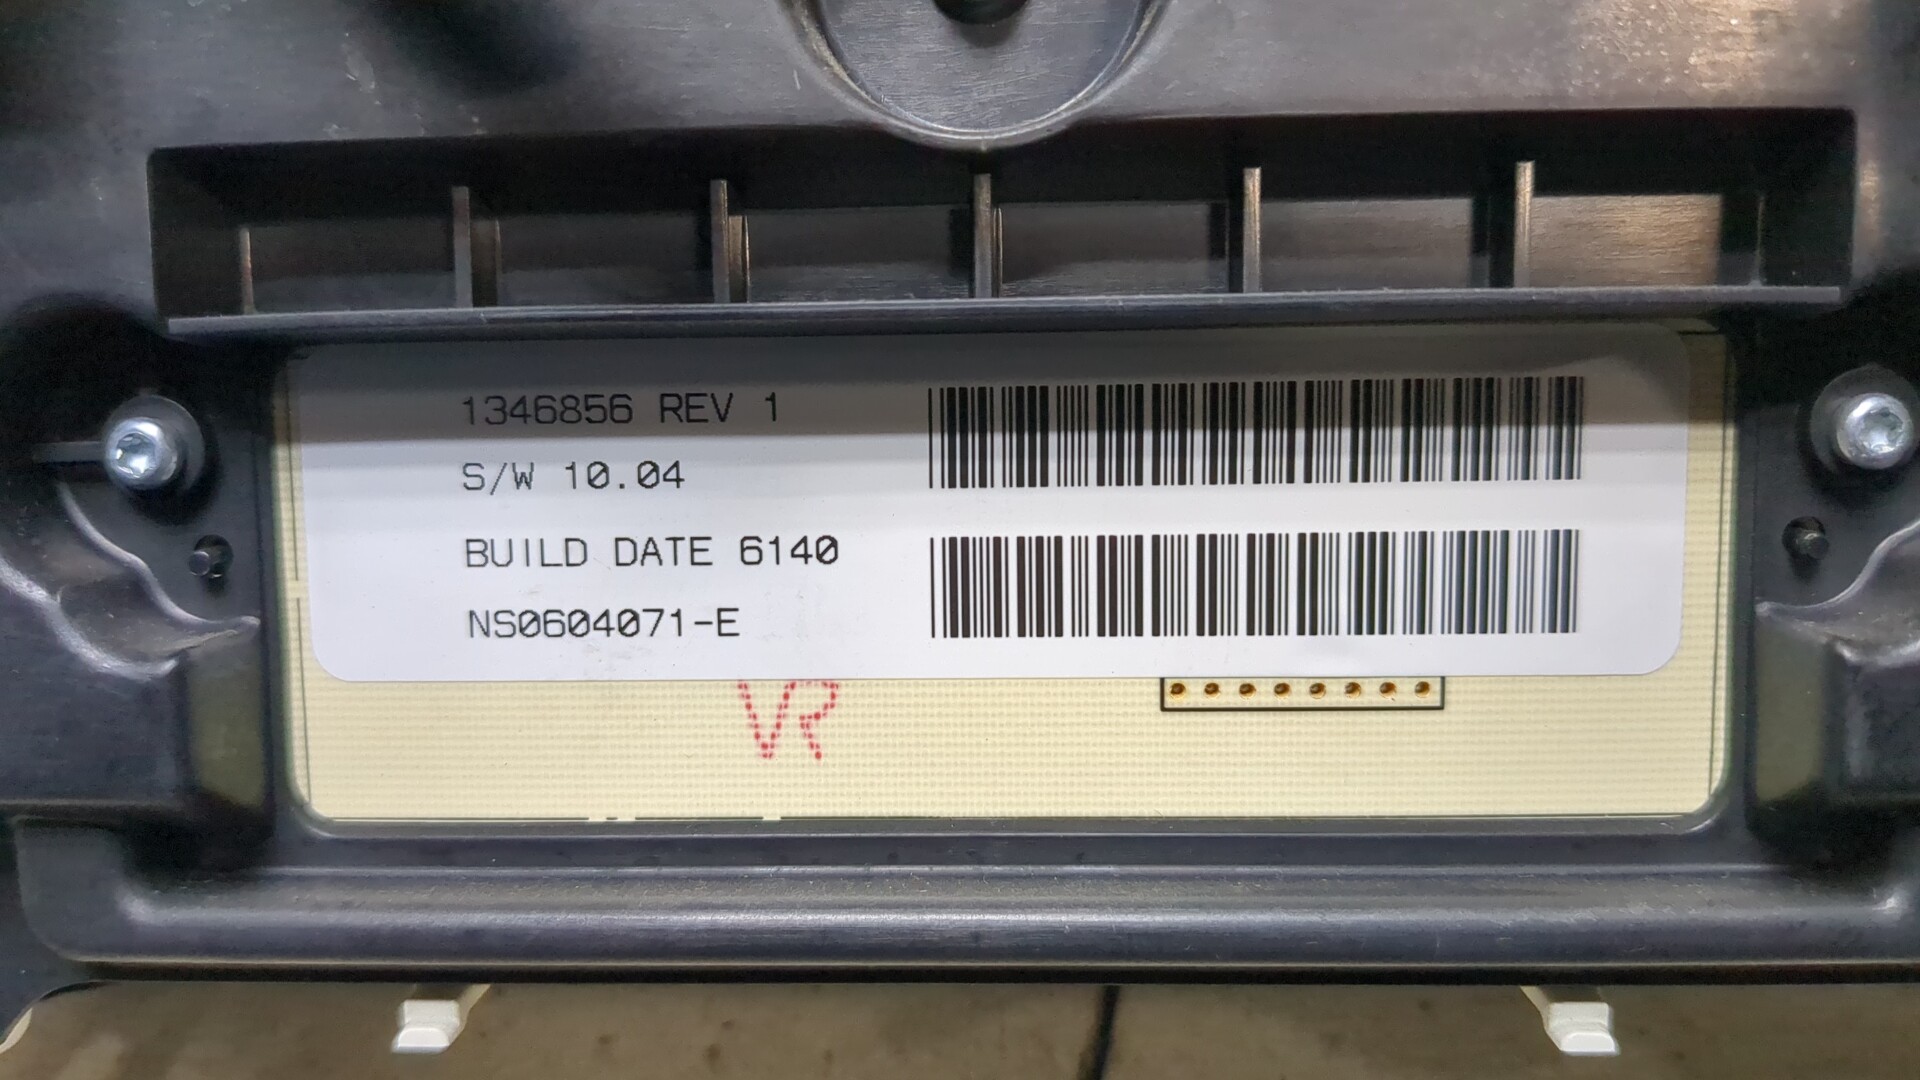 1346856 REV 1
S/W 10.04
BUILD DATE 6140
NS0604071-E
VR